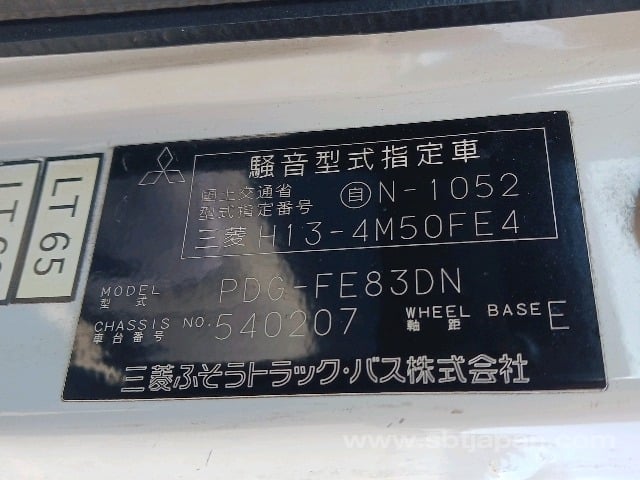 騒音型式指定車
国土交通省
型式指定番号
自N-1052
三菱 H13-4M50FE4
MODEL
型式
PDG-FE83DN
CHASSIS NO.
車台番号
540207
WHEEL BASE
軸距
E
三菱ふそうトラック・バス株式会社
LT 65
www.sbtjapan.com